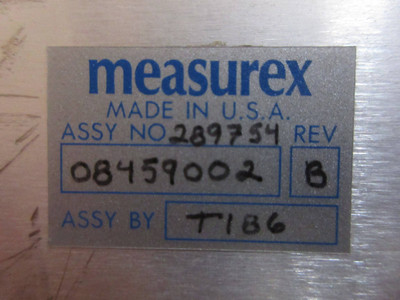 measurex
MADE IN U.S.A.
ASSY NO 289754 REV
08459002 B
ASSY BY T1B6